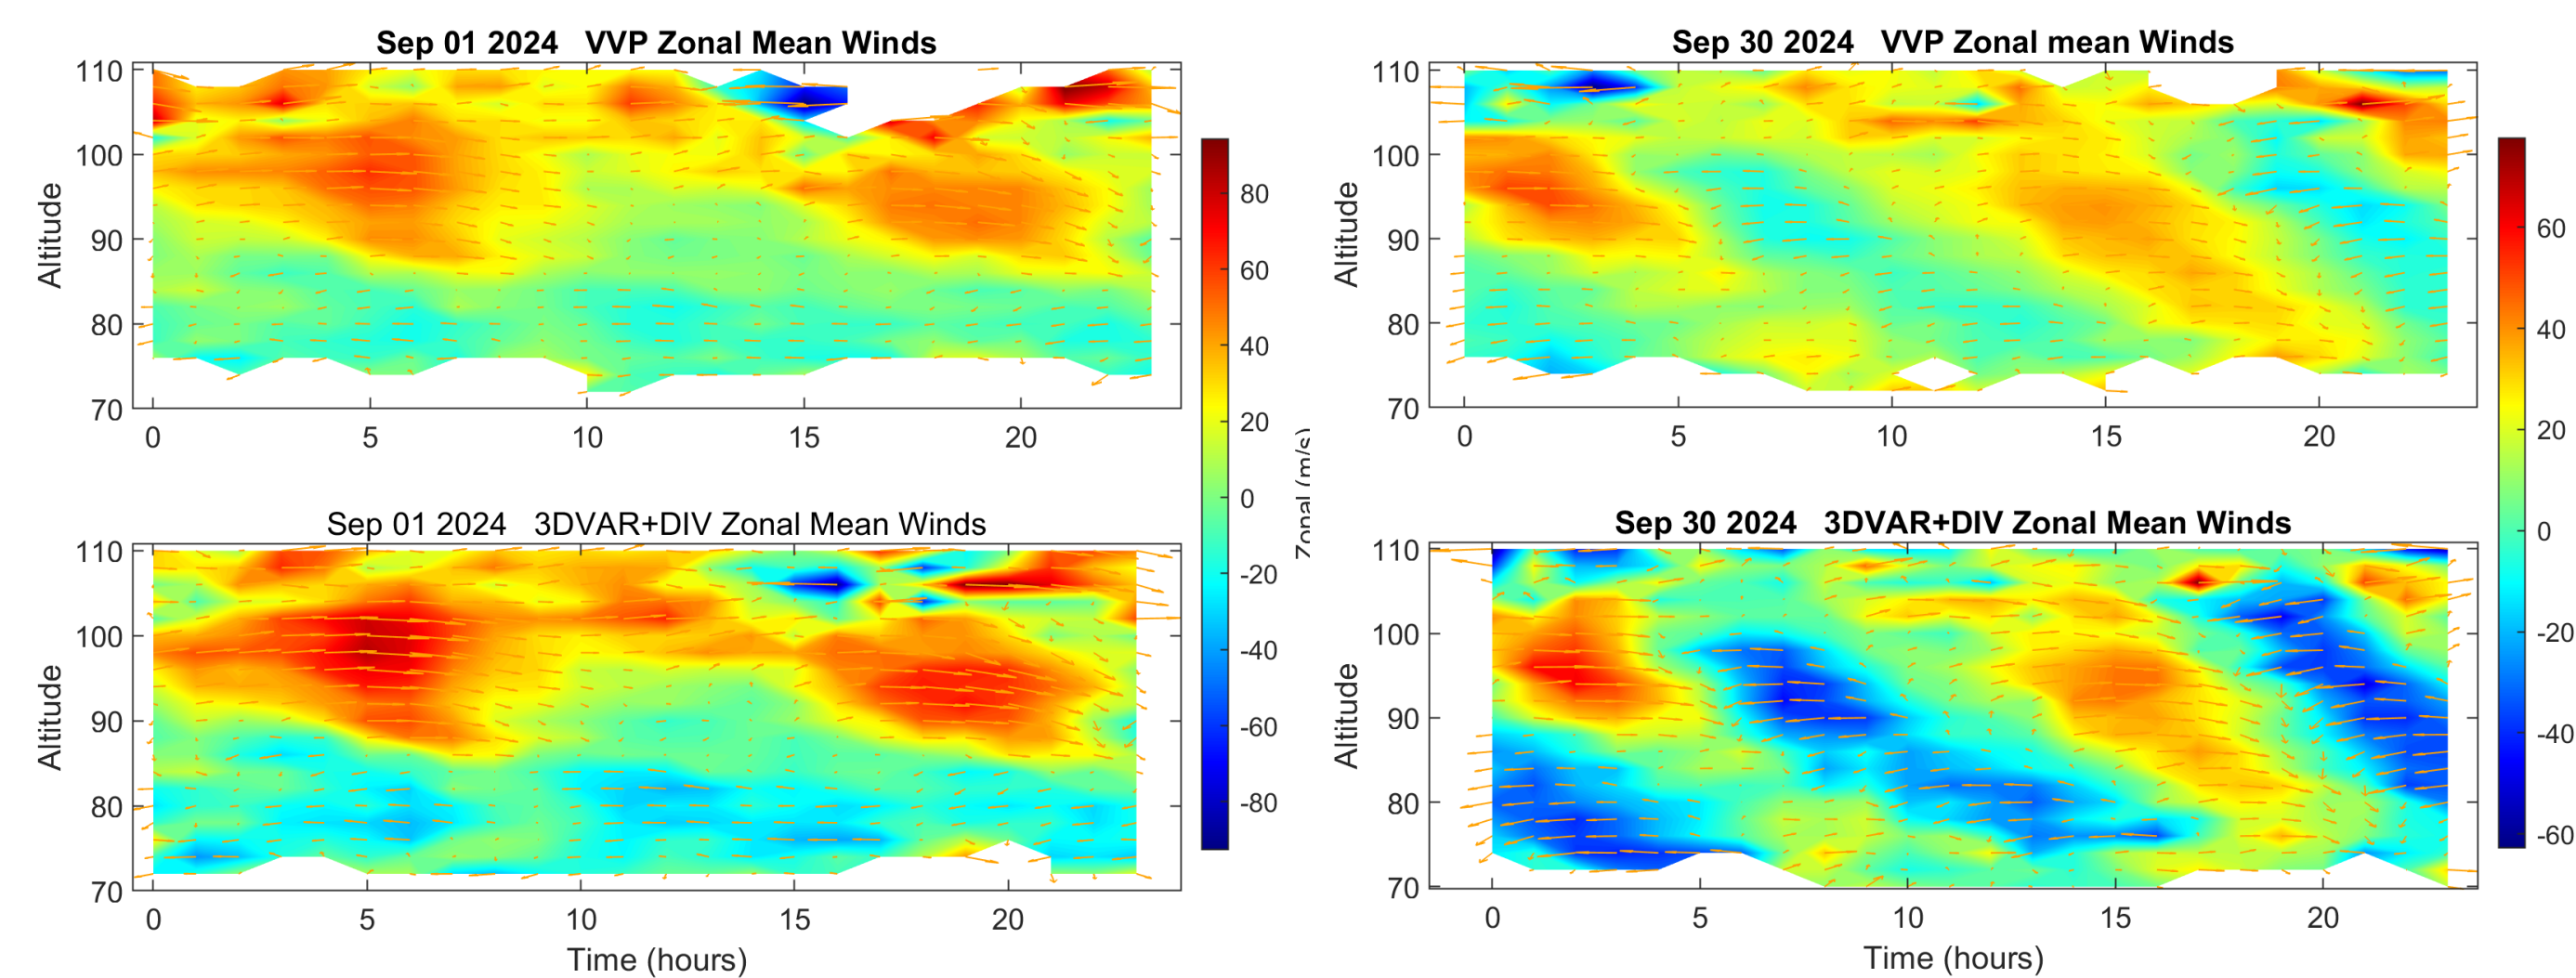 Sep 01 2024   VVP Zonal Mean Winds
110
100
90
80
70
Altitude
0 5 10 15 20
Sep 01 2024   3DVAR+DIV Zonal Mean Winds
110
100
90
80
70
Altitude
0 5 10 15 20
Time (hours)
80
60
40
20
0
-20
-40
-60
-80
Zonal (m/s)
Sep 30 2024   VVP Zonal mean Winds
110
100
90
80
70
Altitude
0 5 10 15 20
Sep 30 2024   3DVAR+DIV Zonal Mean Winds
110
100
90
80
70
Altitude
0 5 10 15 20
Time (hours)
60
40
20
0
-20
-40
-60